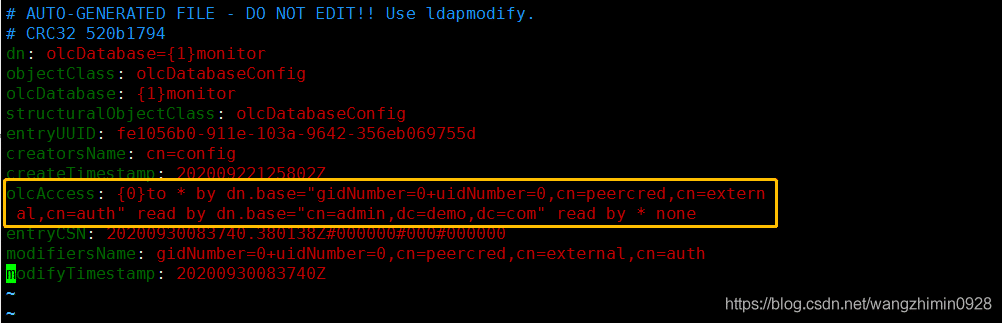 # AUTO-GENERATED FILE - DO NOT EDIT!! Use ldapmodify.
# CRC32 520b1794
dn: olcDatabase={1}monitor
objectClass: olcDatabaseConfig
olcDatabase: {1}monitor
structuralObjectClass: olcDatabaseConfig
entryUUID: fe1056b0-911e-103a-9642-356eb069755d
creatorsName: cn=config
createTimestamp: 20200922125802Z
olcAccess: {0}to * by dn.base="gidNumber=0+uidNumber=0,cn=peercred,cn=extern
 al,cn=auth" read by dn.base="cn=admin,dc=demo,dc=com" read by * none
entryCSN: 20200930083740.380138Z#000000#000#000000
modifiersName: gidNumber=0+uidNumber=0,cn=peercred,cn=external,cn=auth
modifyTimestamp: 20200930083740Z
~
~
https://blog.csdn.net/wangzhimin0928